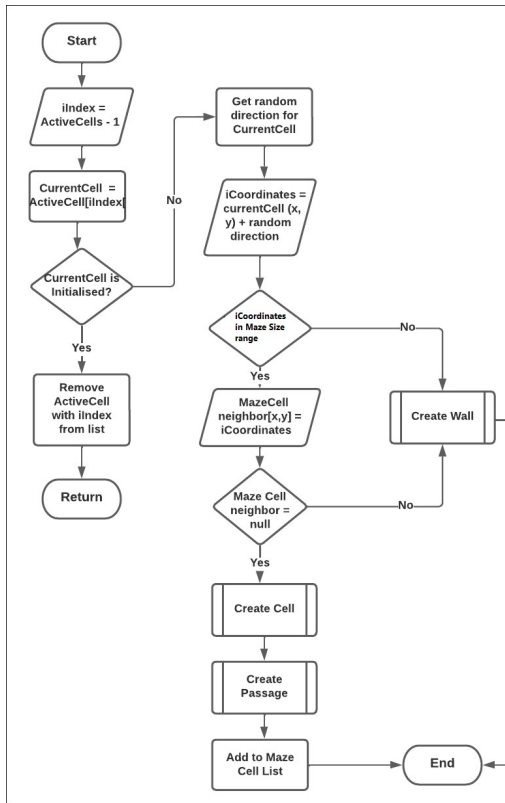 Start
iIndex =
ActiveCells - 1
CurrentCell =
ActiveCell[iIndex[
CurrentCell is
Initialised?
Yes
Remove
ActiveCell
with iIndex
from list
Return
No
Get random
direction for
CurrentCell
iCoordinates =
currentCell (x,
y) + random
direction
iCoordinates
in Maze Size
range
No
Yes
MazeCell
neighbor[x,y] =
iCoordinates
Create Wall
Maze Cell
neighbor =
null
No
Yes
Create Cell
Create
Passage
Add to Maze
Cell List
End